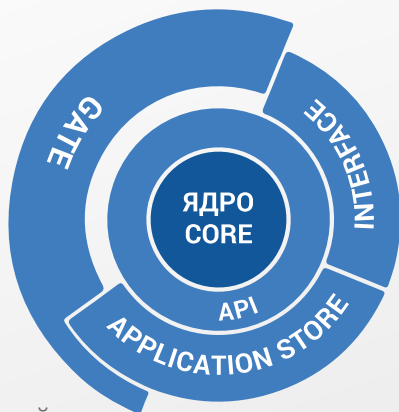 GATE
INTERFACE
ЯДРО
CORE
API
APPLICATION STORE
й